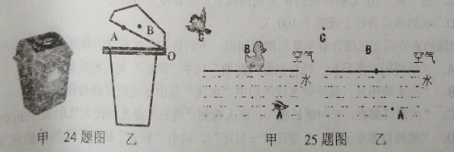 A B O
甲 24题图 乙
C B 空气 水 A
甲
G B 空气 水 A
25题图 乙